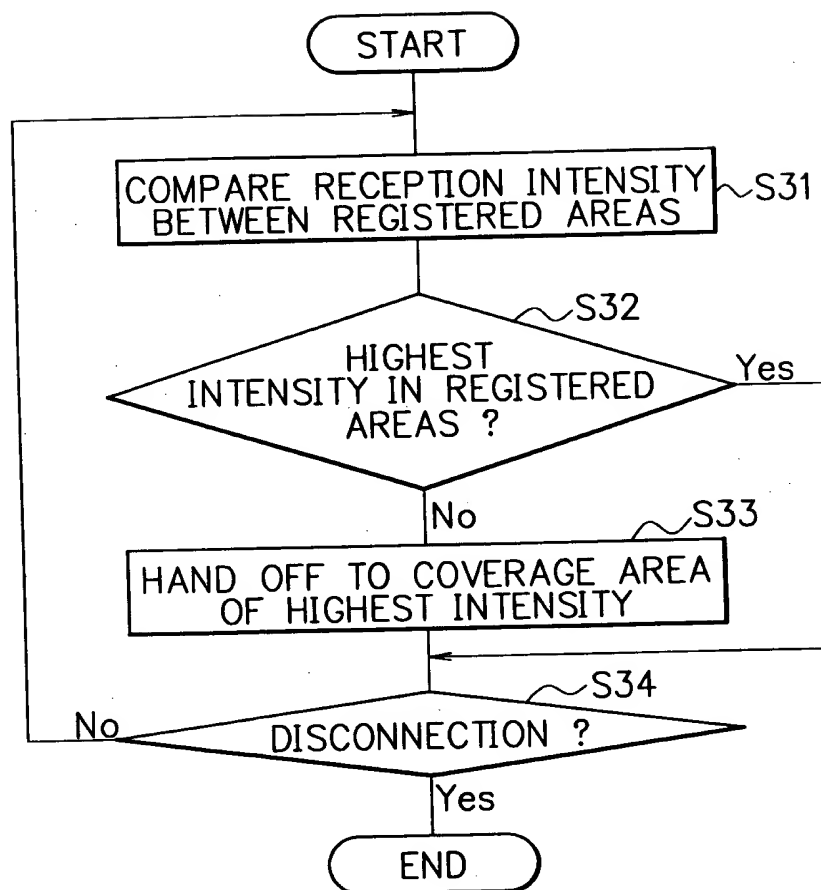 START
COMPARE RECEPTION INTENSITY
BETWEEN REGISTERED AREAS
S31
S32
HIGHEST
INTENSITY IN REGISTERED
AREAS ?
Yes
No
S33
HAND OFF TO COVERAGE AREA
OF HIGHEST INTENSITY
S34
No
DISCONNECTION ?
Yes
END